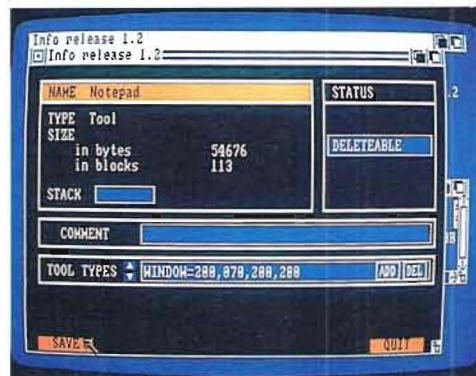 Info release 1.2
Info release 1.2
NAME Notepad
STATUS
.2
TYPE Tool
SIZE
in bytes 54676
in blocks 113
DELETEABLE
STACK
COMMENT
TOOL TYPES WINDOW=200,070,200,200 ADD DEL
SAVE
QUIT